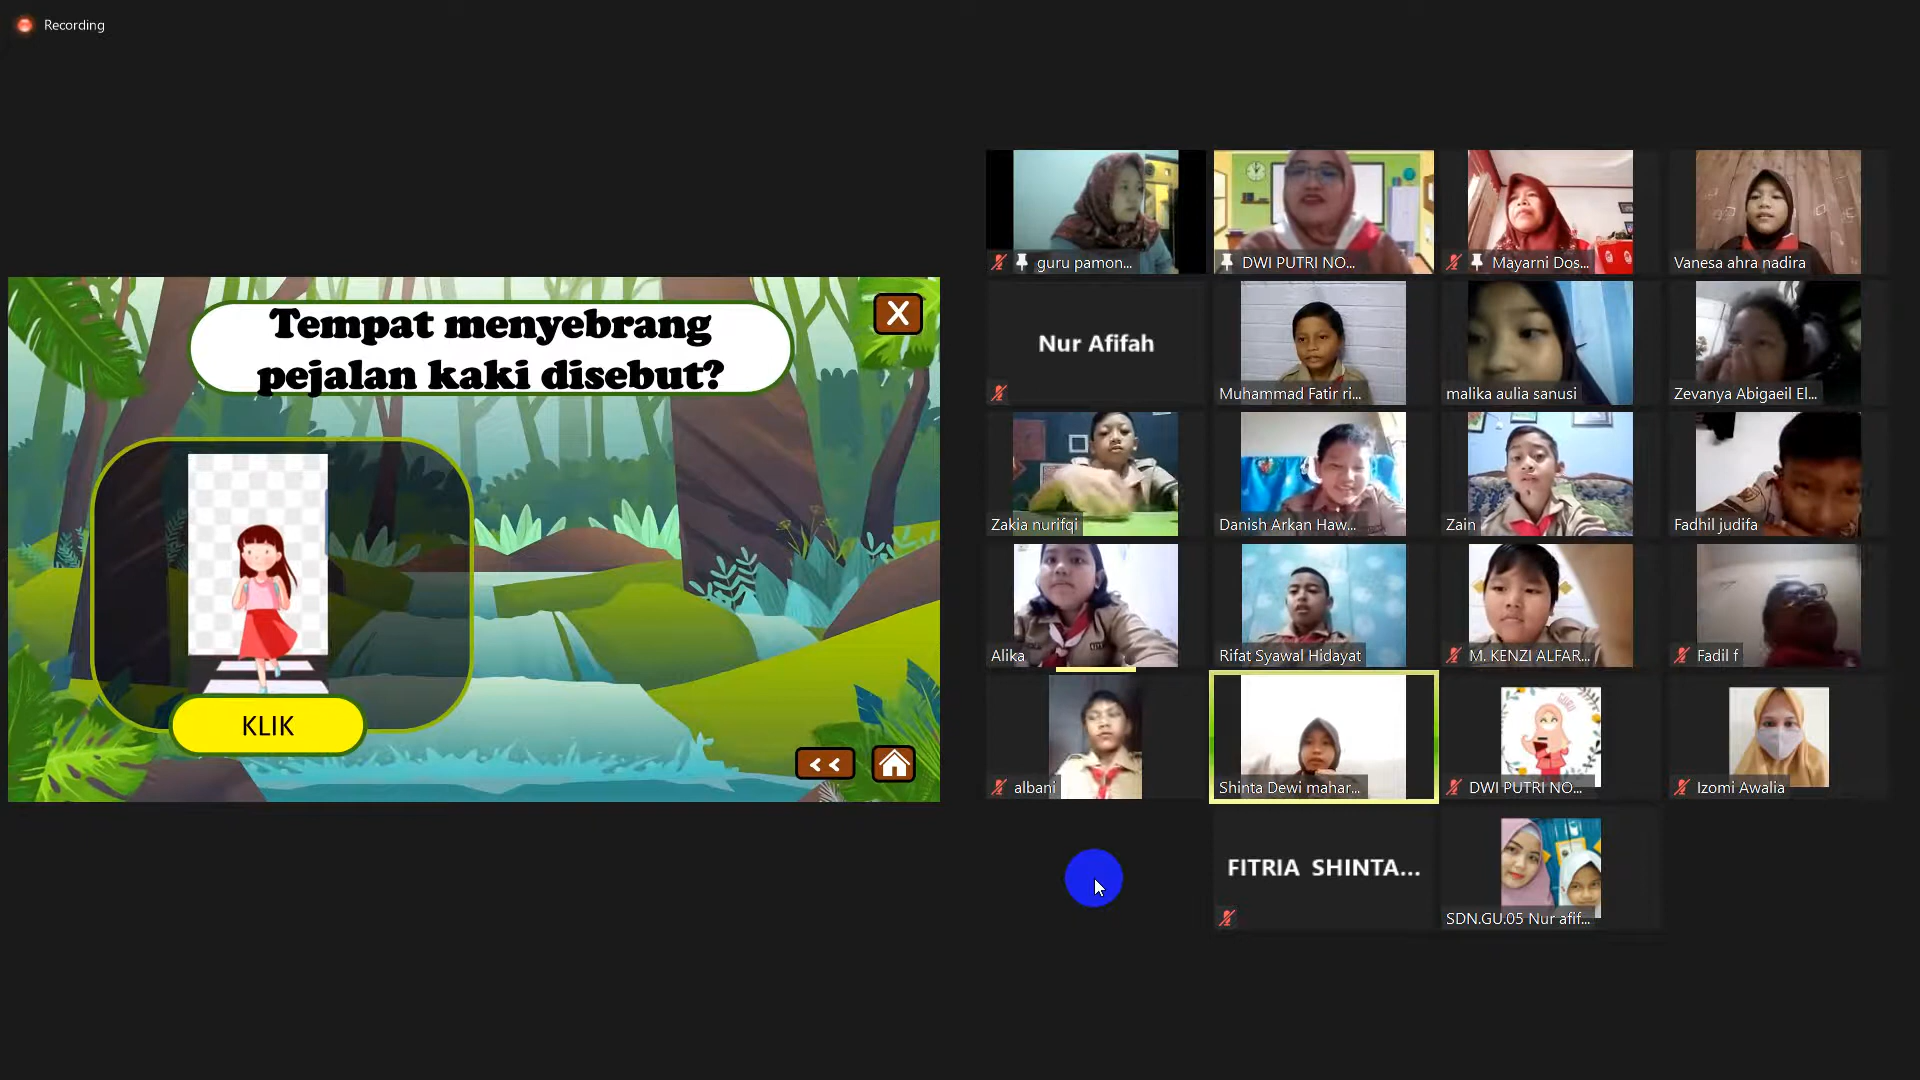 Recording
Tempat menyebrang
pejalan kaki disebut?
X
KLIK
<<
guru pamon...
DWI PUTRI NO...
Mayarni Dos...
Vanesa ahra nadira
Nur Afifah
Muhammad Fatir ri...
malika aulia sanusi
Zevanya Abigaeil El...
Zakia nurifqi
Danish Arkan Haw...
Zain
Fadhil judifa
Alika
Rifat Syawal Hidayat
M. KENZI ALFAR...
Fadil f
albani
Shinta Dewi mahar...
GURU
DWI PUTRI NO...
Izomi Awalia
FITRIA SHINTA...
SDN.GU.05 Nur afif...